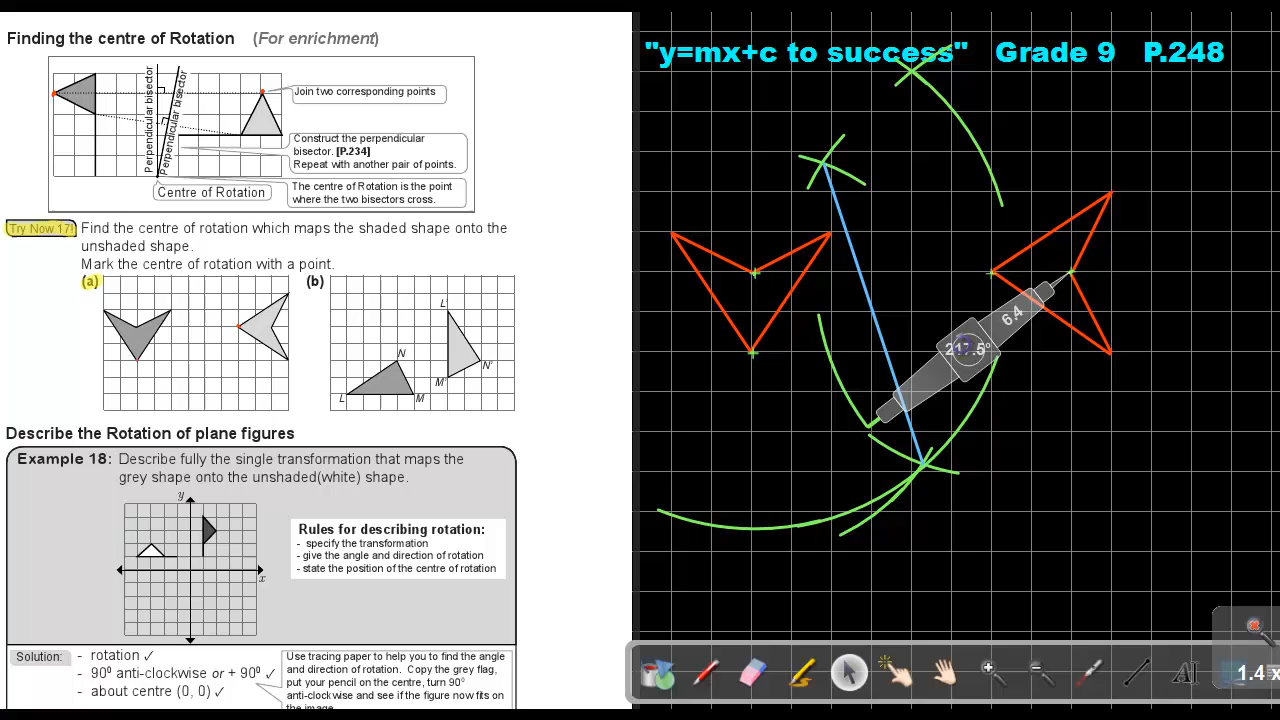 Finding the centre of Rotation (For enrichment)
"y=mx+c to success" Grade 9 P.248
Perpendicular bisector
Perpendicular bisector
Join two corresponding points
Construct the perpendicular
bisector. [P.234]
Repeat with another pair of points.
Centre of Rotation
The centre of Rotation is the point
where the two bisectors cross.
Try Now 17! Find the centre of rotation which maps the shaded shape onto the
unshaded shape.
Mark the centre of rotation with a point.
(a) (b)
L'
N
N'
M'
L M
6.4
217.5°
Describe the Rotation of plane figures
Example 18: Describe fully the single transformation that maps the
grey shape onto the unshaded(white) shape.
y
x
Rules for describing rotation:
- specify the transformation
- give the angle and direction of rotation
- state the position of the centre of rotation
Solution: - rotation ✓
- 90⁰ anti-clockwise or + 90⁰ ✓
- about centre (0, 0) ✓
Use tracing paper to help you to find the angle
and direction of rotation. Copy the grey flag,
put your pencil on the centre, turn 90°
anti-clockwise and see if the figure now fits on
the image.
AI
1.4 x